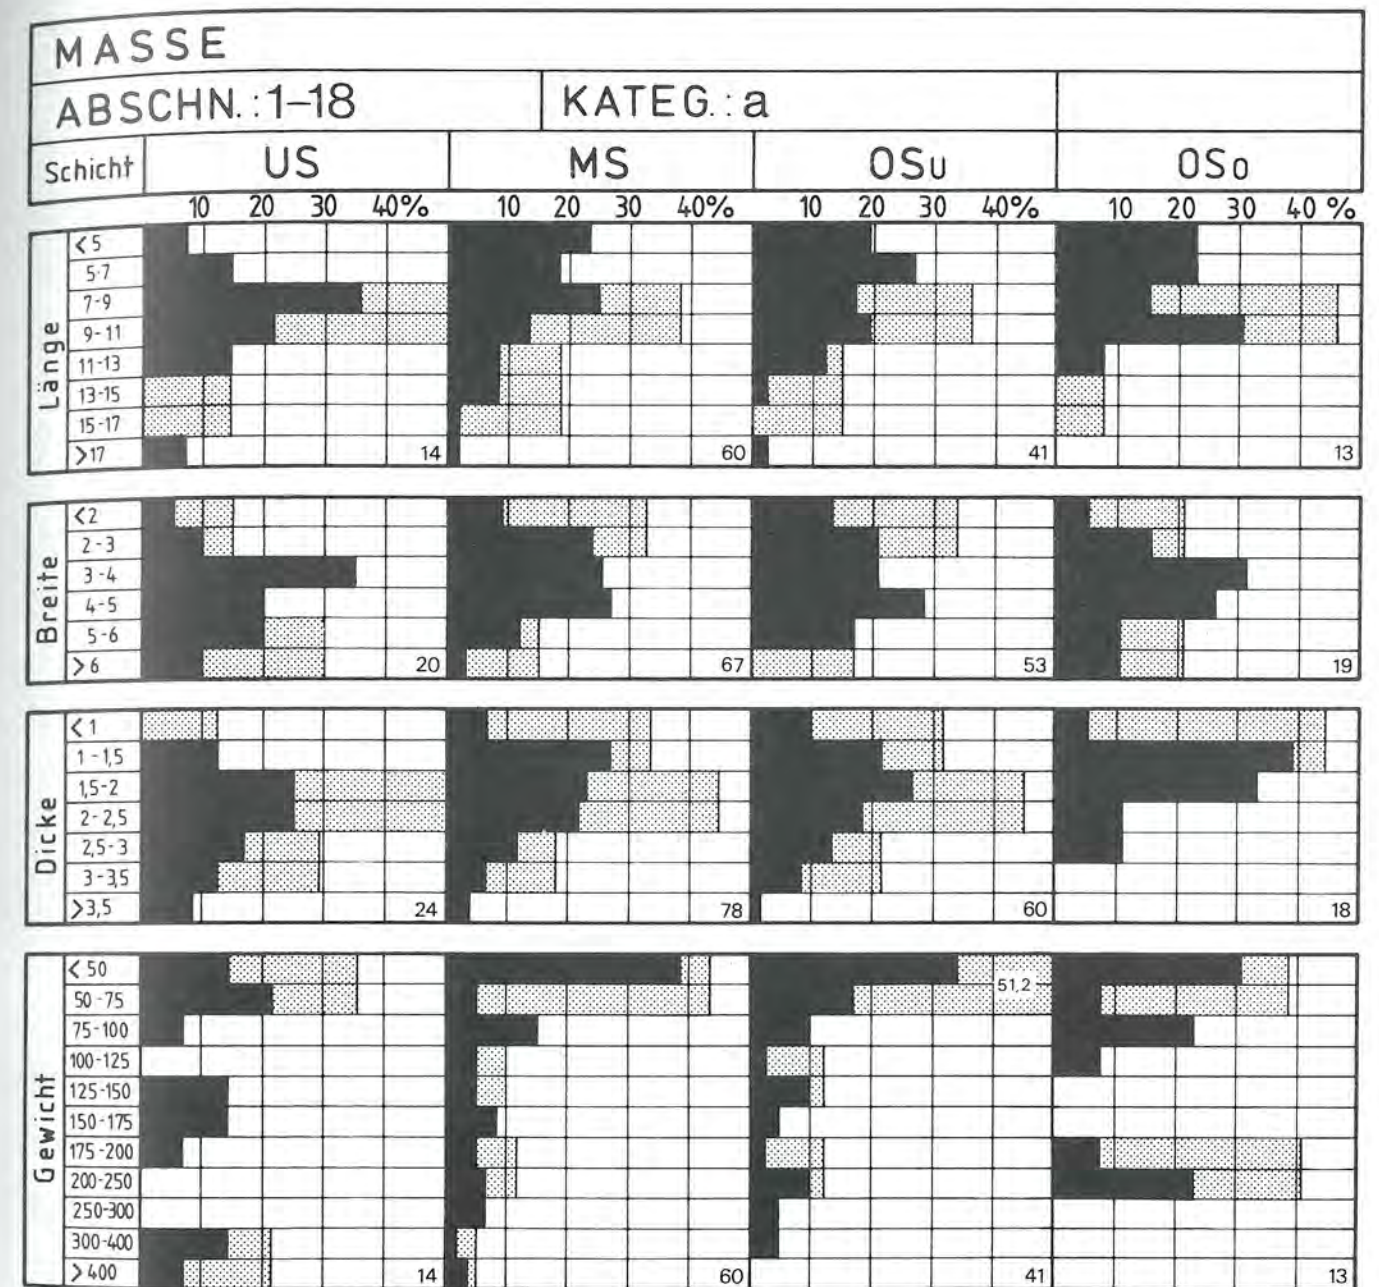 MASSE
ABSCHN.:1-18 KATEG.:a
Schicht US MS OSu OSo
10 20 30 40% 10 20 30 40% 10 20 30 40% 10 20 30 40 %
Länge
<5
5-7
7-9
9-11
11-13
13-15
15-17
>17 14 60 41 13
Breite
<2
2-3
3-4
4-5
5-6
>6 20 67 53 19
Dicke
<1
1-1,5
1,5-2
2-2,5
2,5-3
3-3,5
>3,5 24 78 60 18
Gewicht
<50
50-75 51,2
75-100
100-125
125-150
150-175
175-200
200-250
250-300
300-400
>400 14 60 41 13